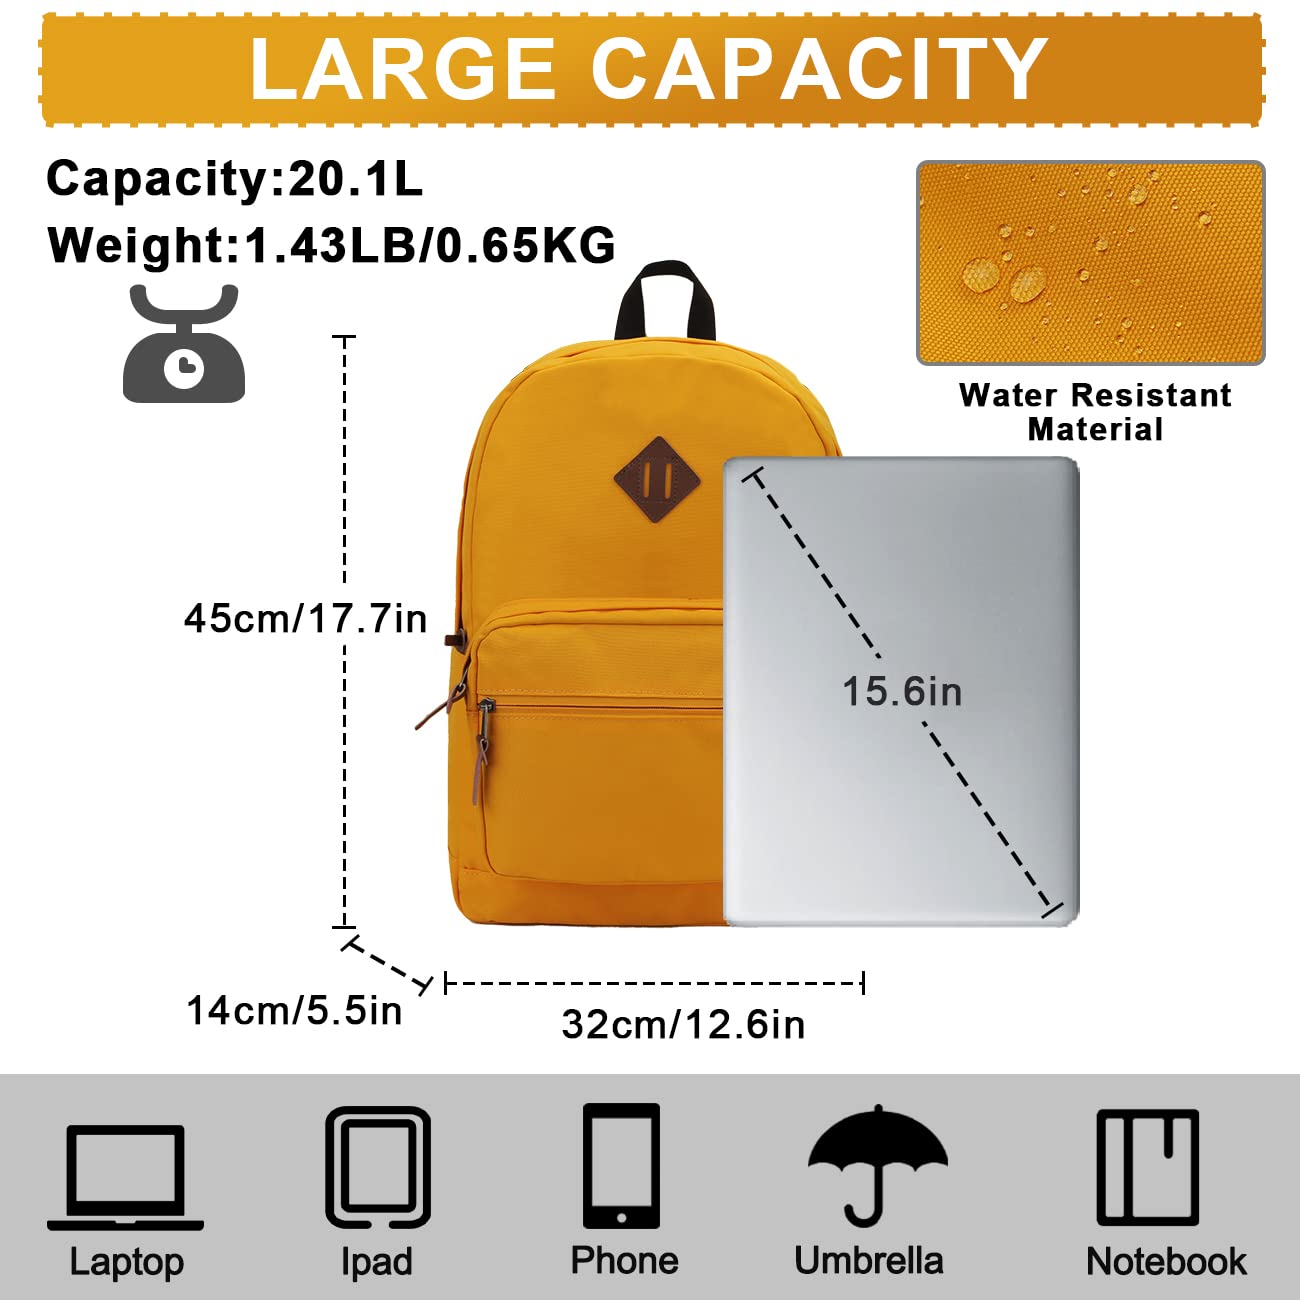 LARGE CAPACITY
Capacity:20.1L
Weight:1.43LB/0.65KG
Water Resistant
Material
45cm/17.7in
15.6in
14cm/5.5in
32cm/12.6in
Laptop
Ipad
Phone
Umbrella
Notebook